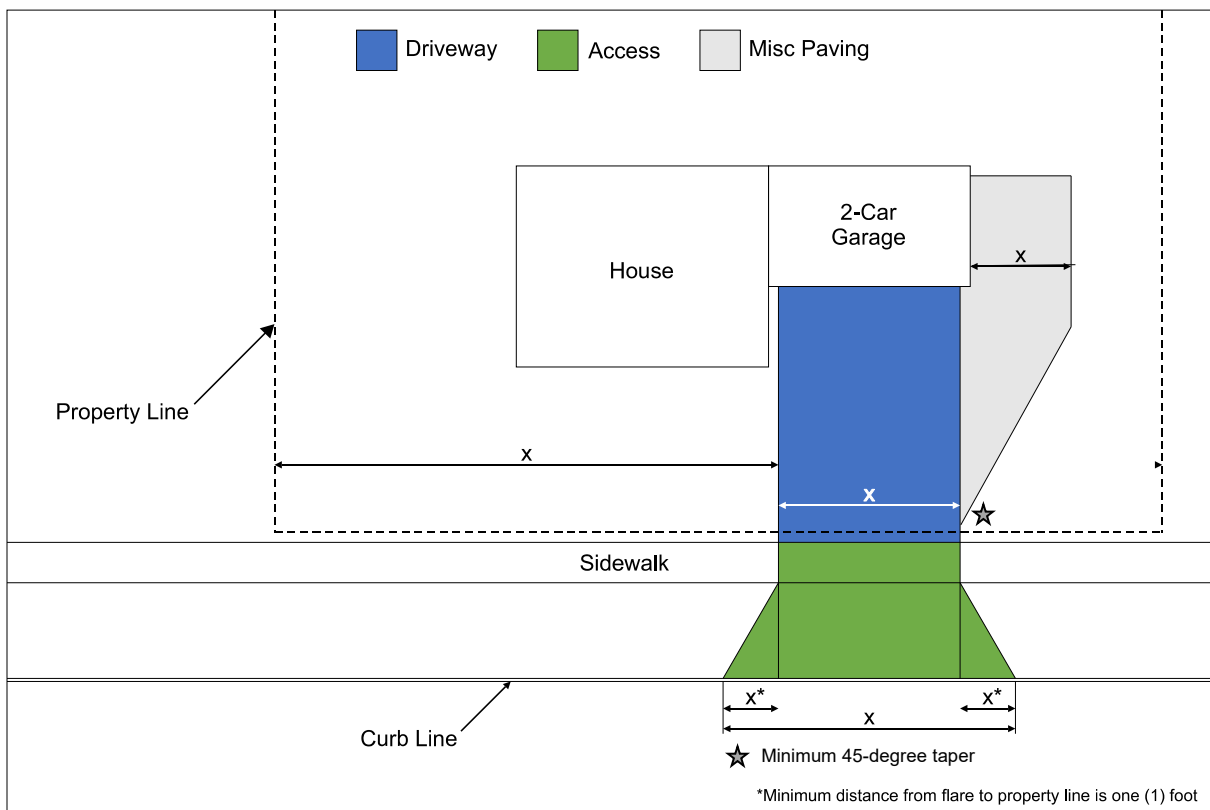 Driveway
Access
Misc Paving
2-Car
Garage
x
House
Property Line
x
x
Sidewalk
x*
x*
x
Curb Line
Minimum 45-degree taper
*Minimum distance from flare to property line is one (1) foot